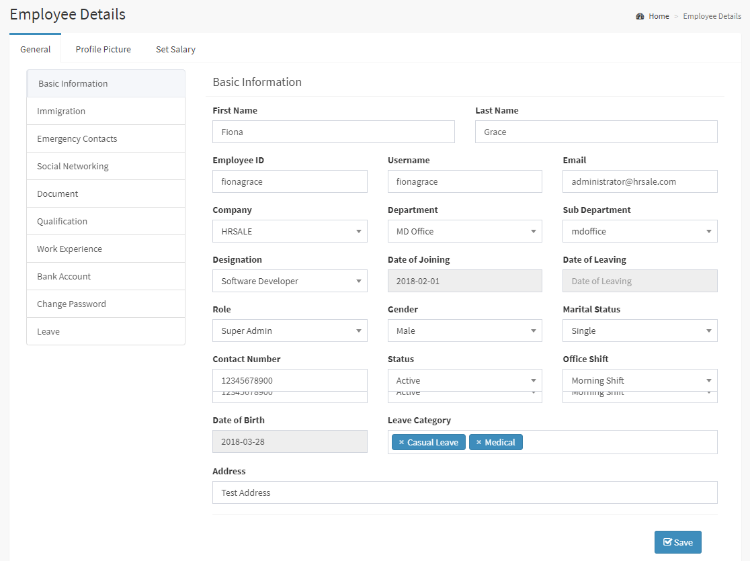 Employee Details
Home > Employee Details
General Profile Picture Set Salary
Basic Information
Immigration
Emergency Contacts
Social Networking
Document
Qualification
Work Experience
Bank Account
Change Password
Leave
Basic Information
First Name Last Name
Fiona Grace
Employee ID Username Email
fionagrace fionagrace administrator@hrsale.com
Company Department Sub Department
HRSALE MD Office mdoffice
Designation Date of Joining Date of Leaving
Software Developer 2018-02-01 Date of Leaving
Role Gender Marital Status
Super Admin Male Single
Contact Number Status Office Shift
12345678900 Active Morning Shift
12345678900 Active Morning Shift
Date of Birth Leave Category
2018-03-28 × Casual Leave × Medical
Address
Test Address
Save